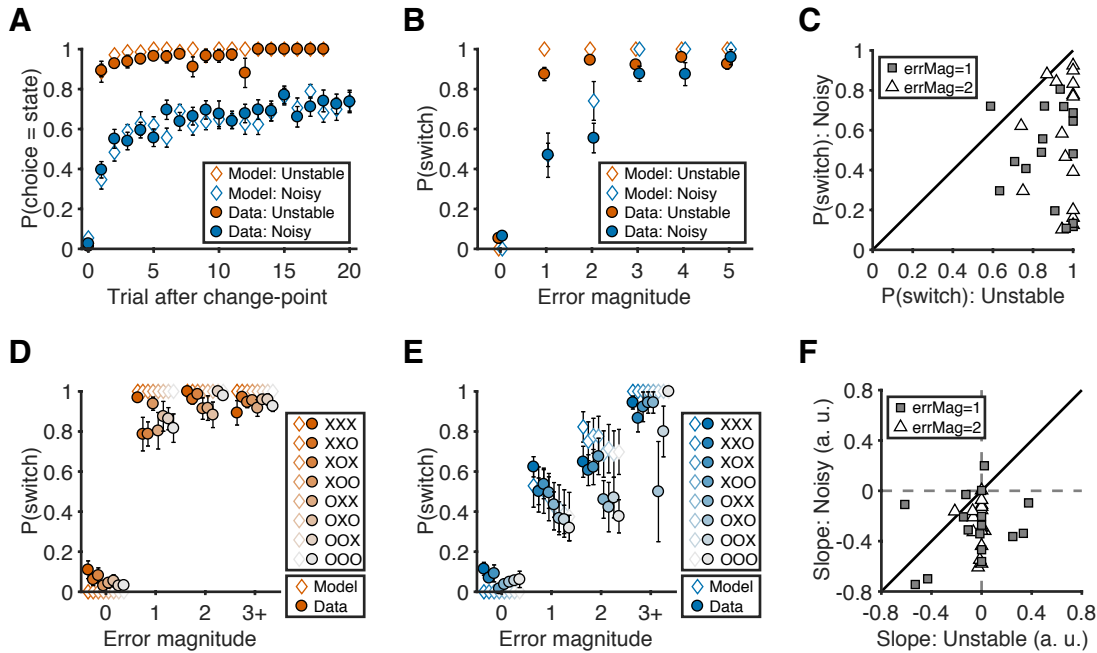 A
P(choice = state)
1
0.8
0.6
0.4
0.2
0
0
5
10
15
20
Trial after change-point
Model: Unstable
Model: Noisy
Data: Unstable
Data: Noisy
B
P(switch)
1
0.8
0.6
0.4
0.2
0
0
1
2
3
4
5
Error magnitude
Model: Unstable
Model: Noisy
Data: Unstable
Data: Noisy
C
P(switch): Noisy
1
0.8
0.6
0.4
0.2
0
0
0.2
0.4
0.6
0.8
1
P(switch): Unstable
errMag=1
errMag=2
D
P(switch)
1
0.8
0.6
0.4
0.2
0
0
1
2
3+
Error magnitude
XXX
XXO
XOX
XOO
OXX
OXO
OOX
OOO
Model
Data
E
P(switch)
1
0.8
0.6
0.4
0.2
0
0
1
2
3+
Error magnitude
XXX
XXO
XOX
XOO
OXX
OXO
OOX
OOO
Model
Data
F
Slope: Noisy (a. u.)
0.8
0.4
0
-0.4
-0.8
-0.8
-0.4
0
0.4
0.8
Slope: Unstable (a. u.)
errMag=1
errMag=2